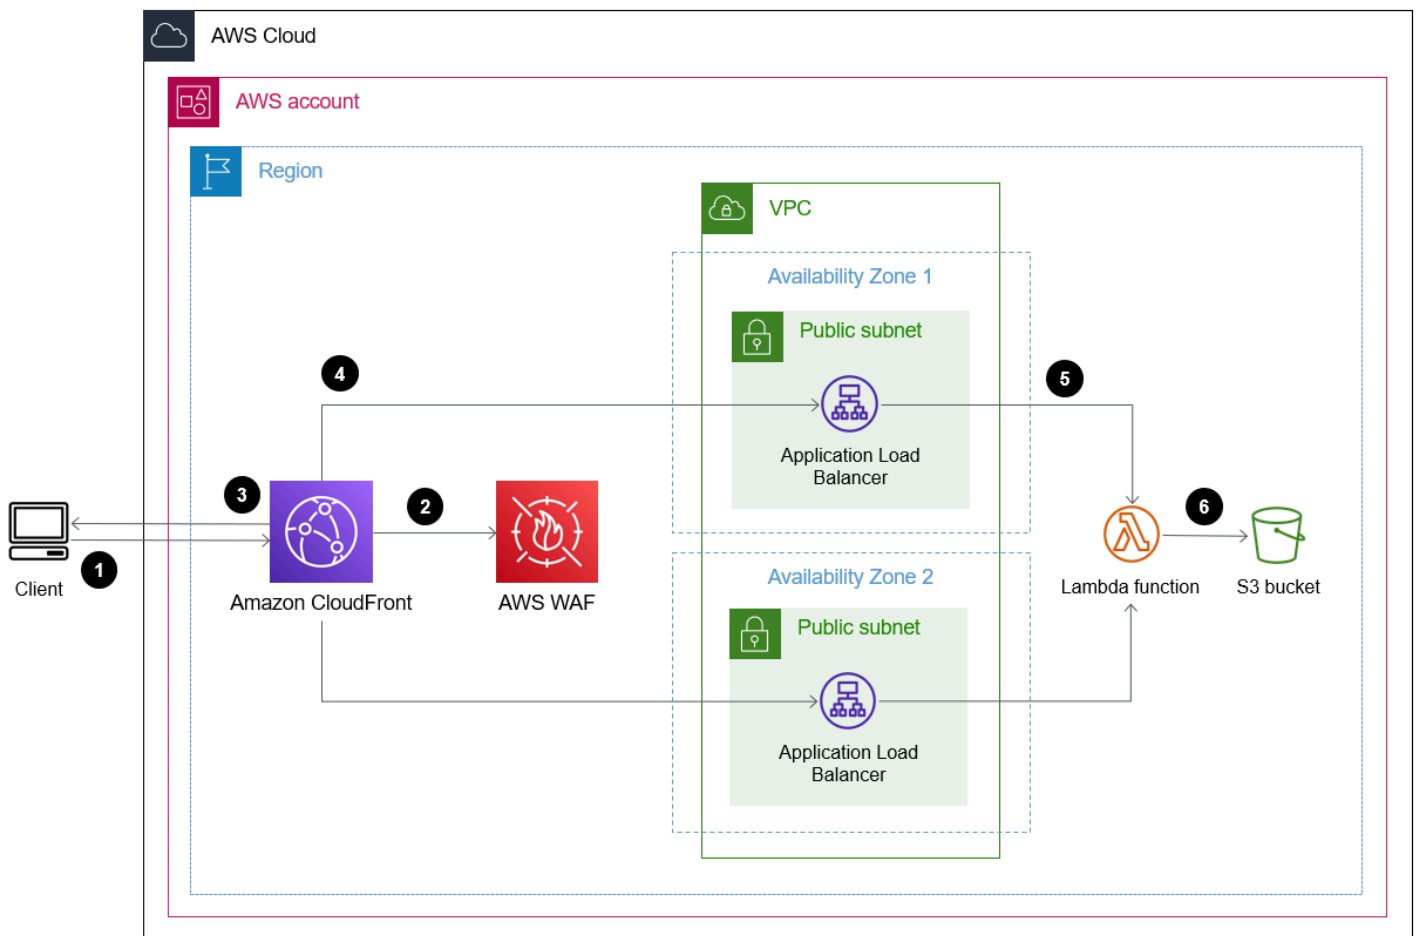 AWS Cloud
AWS account
Region
VPC
Availability Zone 1
Public subnet
4
5
Application Load
Balancer
3
2
6
1
Client
Amazon CloudFront
AWS WAF
Lambda function
S3 bucket
Availability Zone 2
Public subnet
Application Load
Balancer